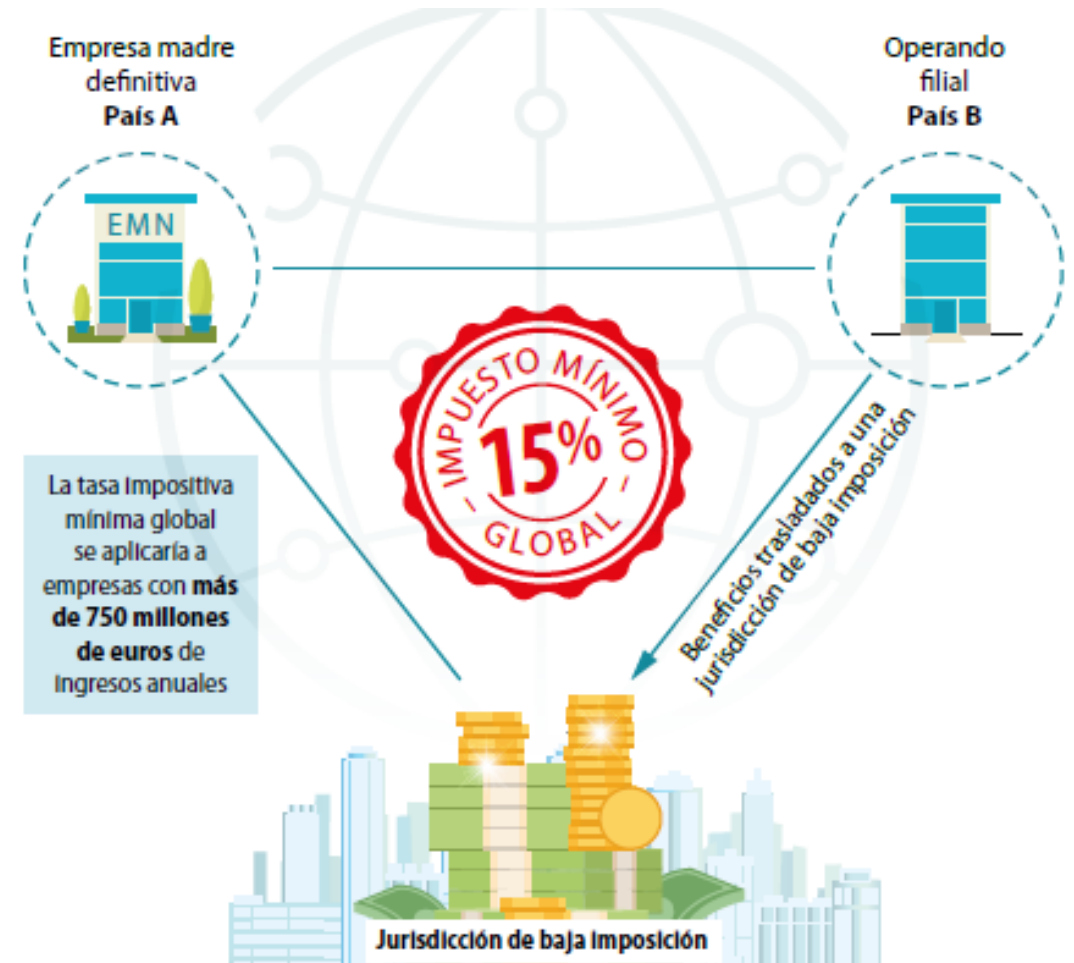 Empresa madre
definitiva
País A
Operando
filial
País B
EMN
IMPUESTO MÍNIMO
15%
– GLOBAL –
La tasa impositiva
mínima global
se aplicaría a
empresas con más
de 750 millones
de euros de
ingresos anuales
Beneficios trasladados a una
jurisdicción de baja imposición
Jurisdicción de baja imposición